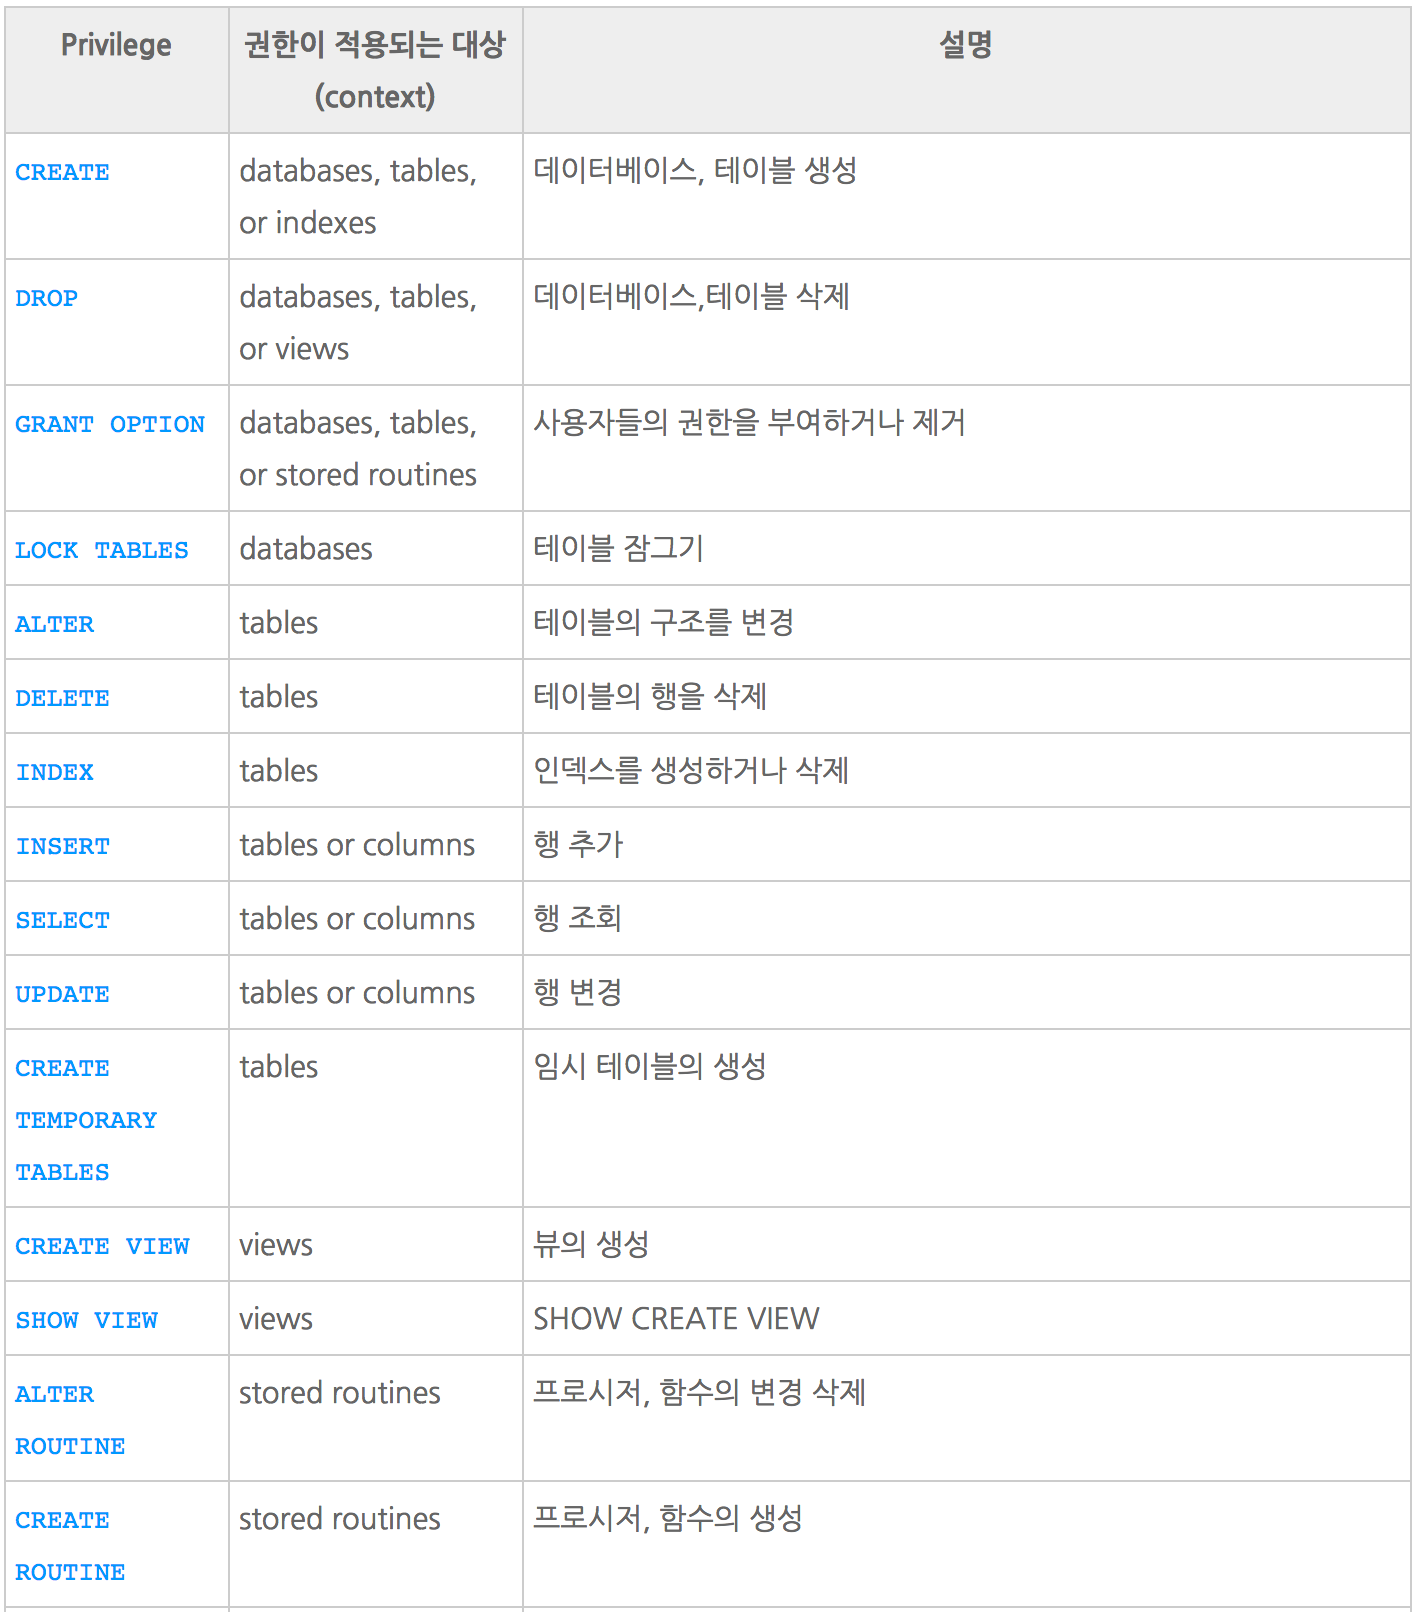 Privilege
권한이 적용되는 대상
(context)
설명
CREATE
databases, tables,
or indexes
데이터베이스, 테이블 생성
DROP
databases, tables,
or views
데이터베이스,테이블 삭제
GRANT OPTION
databases, tables,
or stored routines
사용자들의 권한을 부여하거나 제거
LOCK TABLES
databases
테이블 잠그기
ALTER
tables
테이블의 구조를 변경
DELETE
tables
테이블의 행을 삭제
INDEX
tables
인덱스를 생성하거나 삭제
INSERT
tables or columns
행 추가
SELECT
tables or columns
행 조회
UPDATE
tables or columns
행 변경
CREATE
TEMPORARY
TABLES
tables
임시 테이블의 생성
CREATE VIEW
views
뷰의 생성
SHOW VIEW
views
SHOW CREATE VIEW
ALTER
ROUTINE
stored routines
프로시저, 함수의 변경 삭제
CREATE
ROUTINE
stored routines
프로시저, 함수의 생성